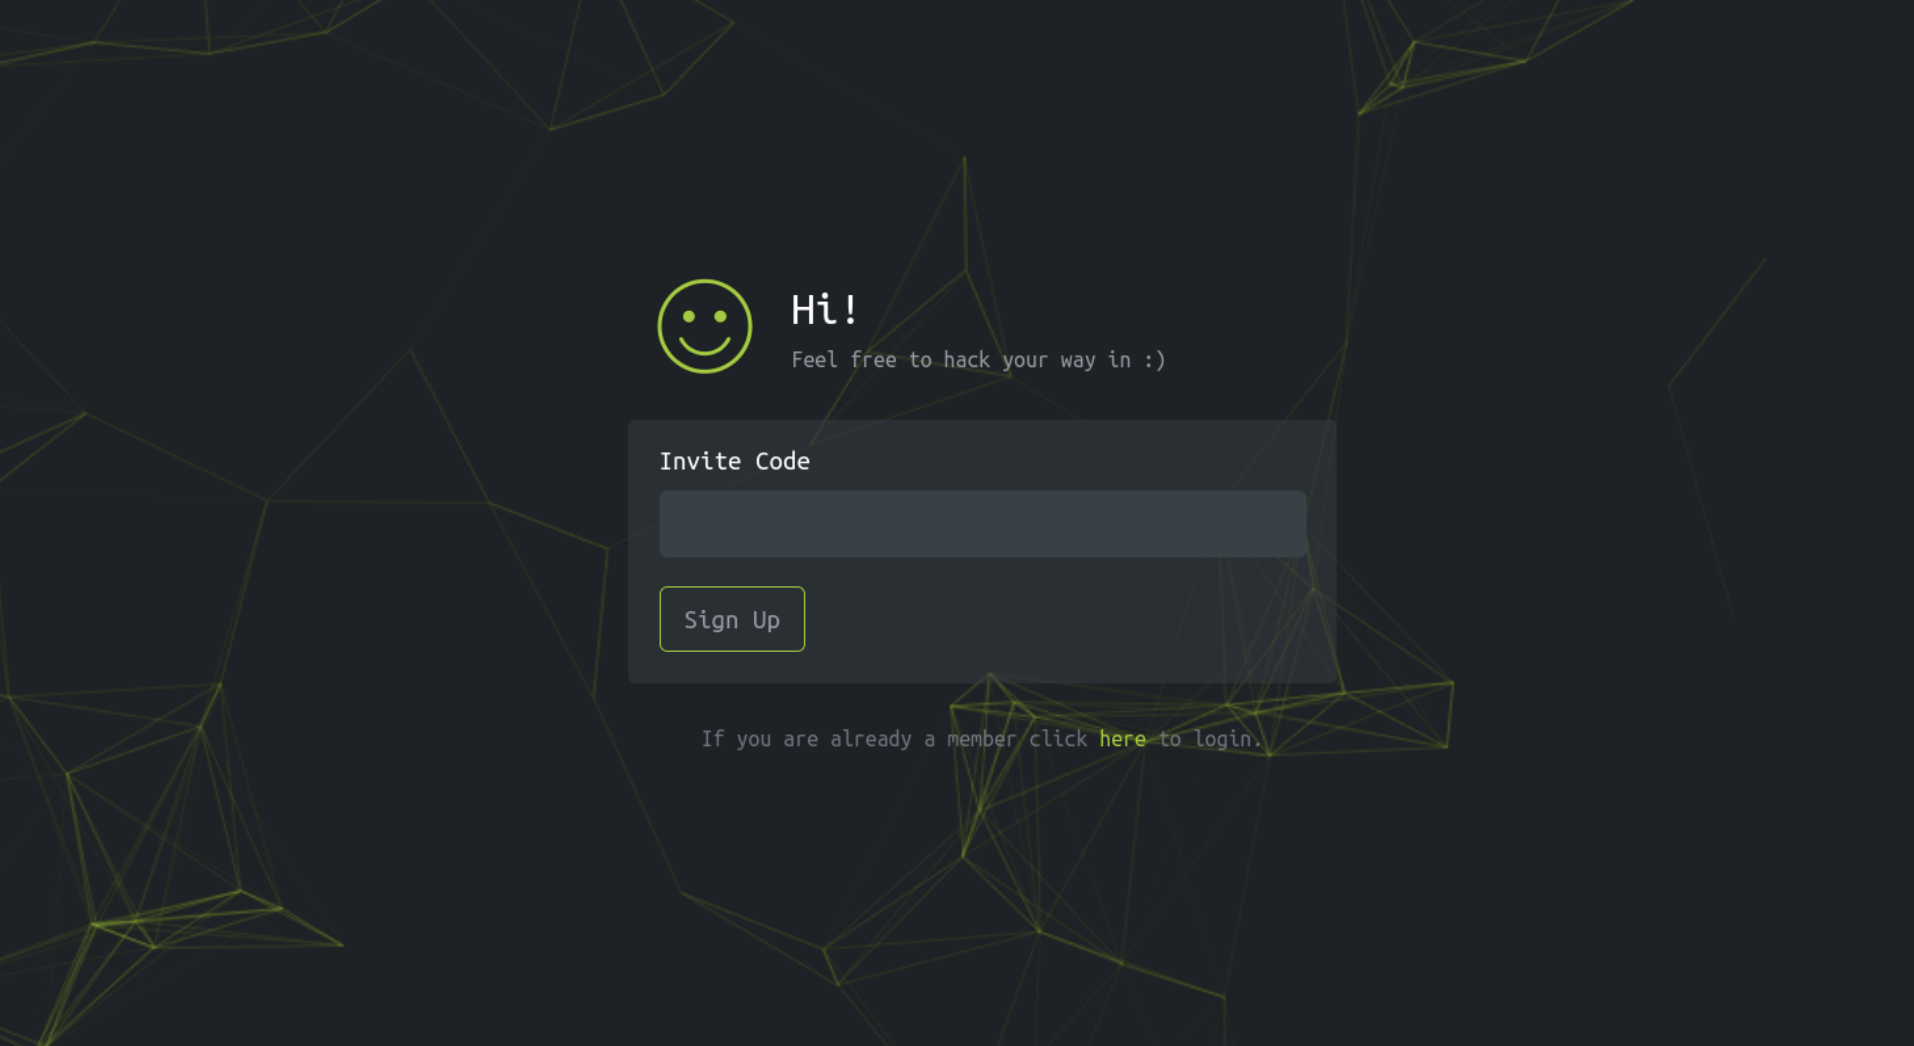 Hi!
Feel free to hack your way in :)
Invite Code
Sign Up
If you are already a member click here to login.